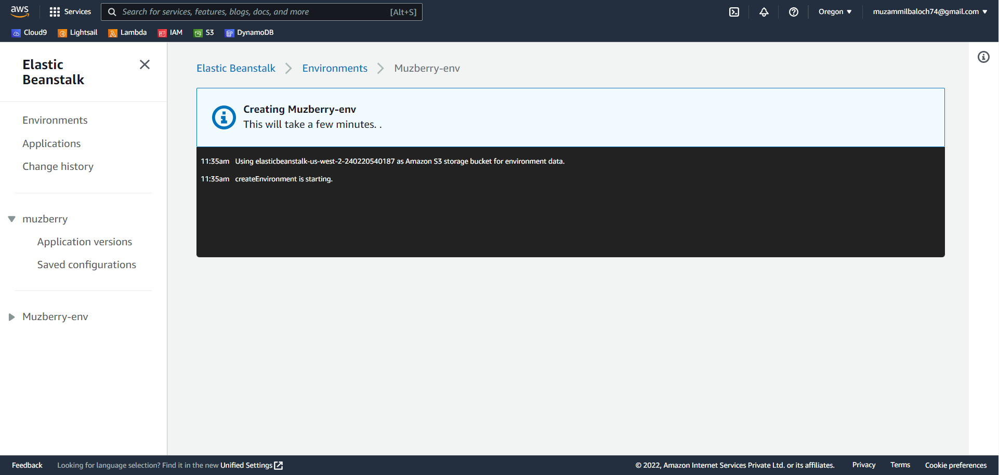 aws
Services
Search for services, features, blogs, docs, and more [Alt+S]
Oregon
muzammilbaloch74@gmail.com
Cloud9
Lightsail
Lambda
IAM
S3
DynamoDB
Elastic
Beanstalk
Environments
Applications
Change history
muzberry
Application versions
Saved configurations
Muzberry-env
Elastic Beanstalk
Environments
Muzberry-env
Creating Muzberry-env
This will take a few minutes. .
11:35am Using elasticbeanstalk-us-west-2-240220540187 as Amazon S3 storage bucket for environment data.
11:35am createEnvironment is starting.
Feedback
Looking for language selection? Find it in the new Unified Settings
© 2022, Amazon Internet Services Private Ltd. or its affiliates.
Privacy
Terms
Cookie preferences